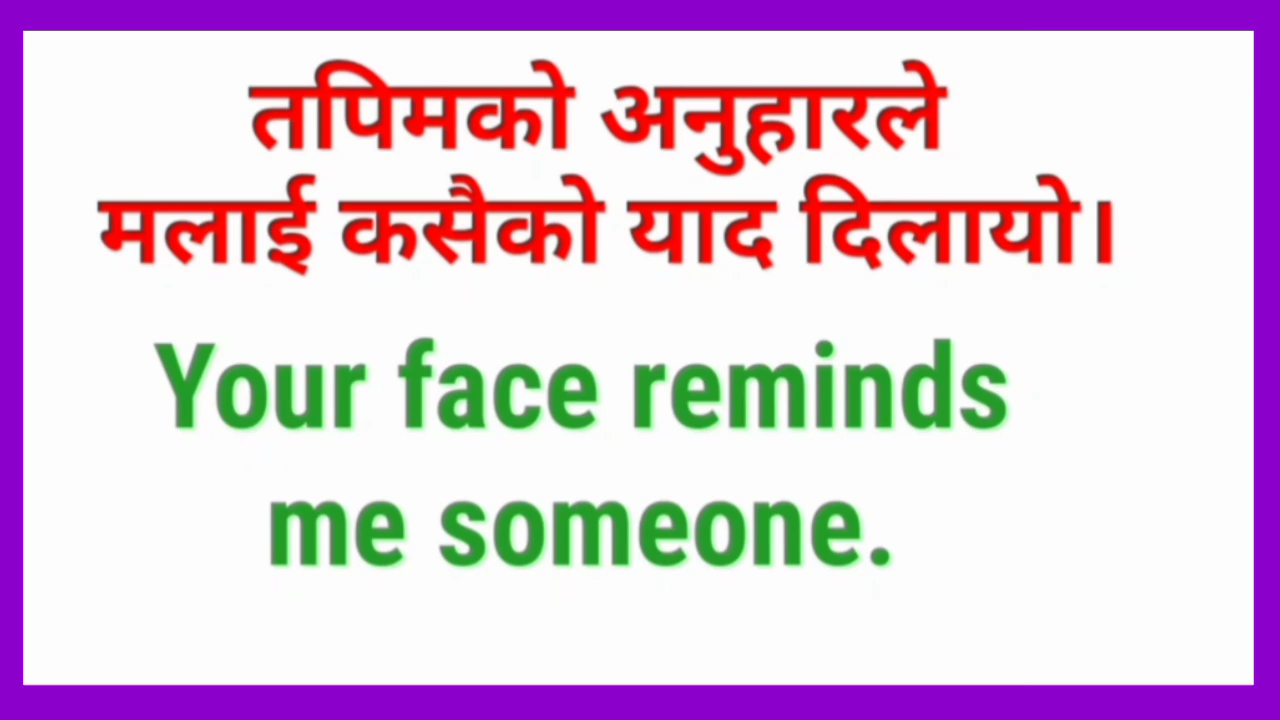 तपिमको अनुहारले
मलाई कसैको याद दिलायो।
Your face reminds
me someone.